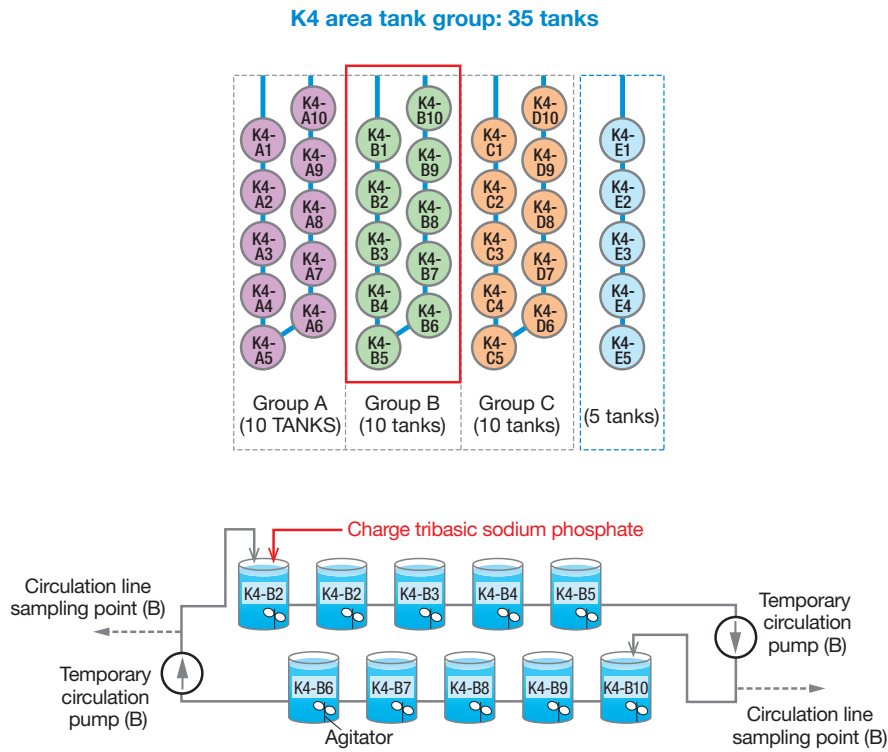 K4 area tank group: 35 tanks
K4-
A1
K4-
A2
K4-
A3
K4-
A4
K4-
A5
K4-
A10
K4-
A9
K4-
A8
K4-
A7
K4-
A6
Group A
(10 TANKS)
K4-
B1
K4-
B2
K4-
B3
K4-
B4
K4-
B5
K4-
B10
K4-
B9
K4-
B8
K4-
B7
K4-
B6
Group B
(10 tanks)
K4-
C1
K4-
C2
K4-
C3
K4-
C4
K4-
C5
K4-
D10
K4-
D9
K4-
D8
K4-
D7
K4-
D6
Group C
(10 tanks)
K4-
E1
K4-
E2
K4-
E3
K4-
E4
K4-
E5
(5 tanks)
Charge tribasic sodium phosphate
Circulation line
sampling point (B)
K4-B2
K4-B2
K4-B3
K4-B4
K4-B5
Temporary
circulation
pump (B)
Temporary
circulation
pump (B)
K4-B6
K4-B7
K4-B8
K4-B9
K4-B10
Agitator
Circulation line
sampling point (B)